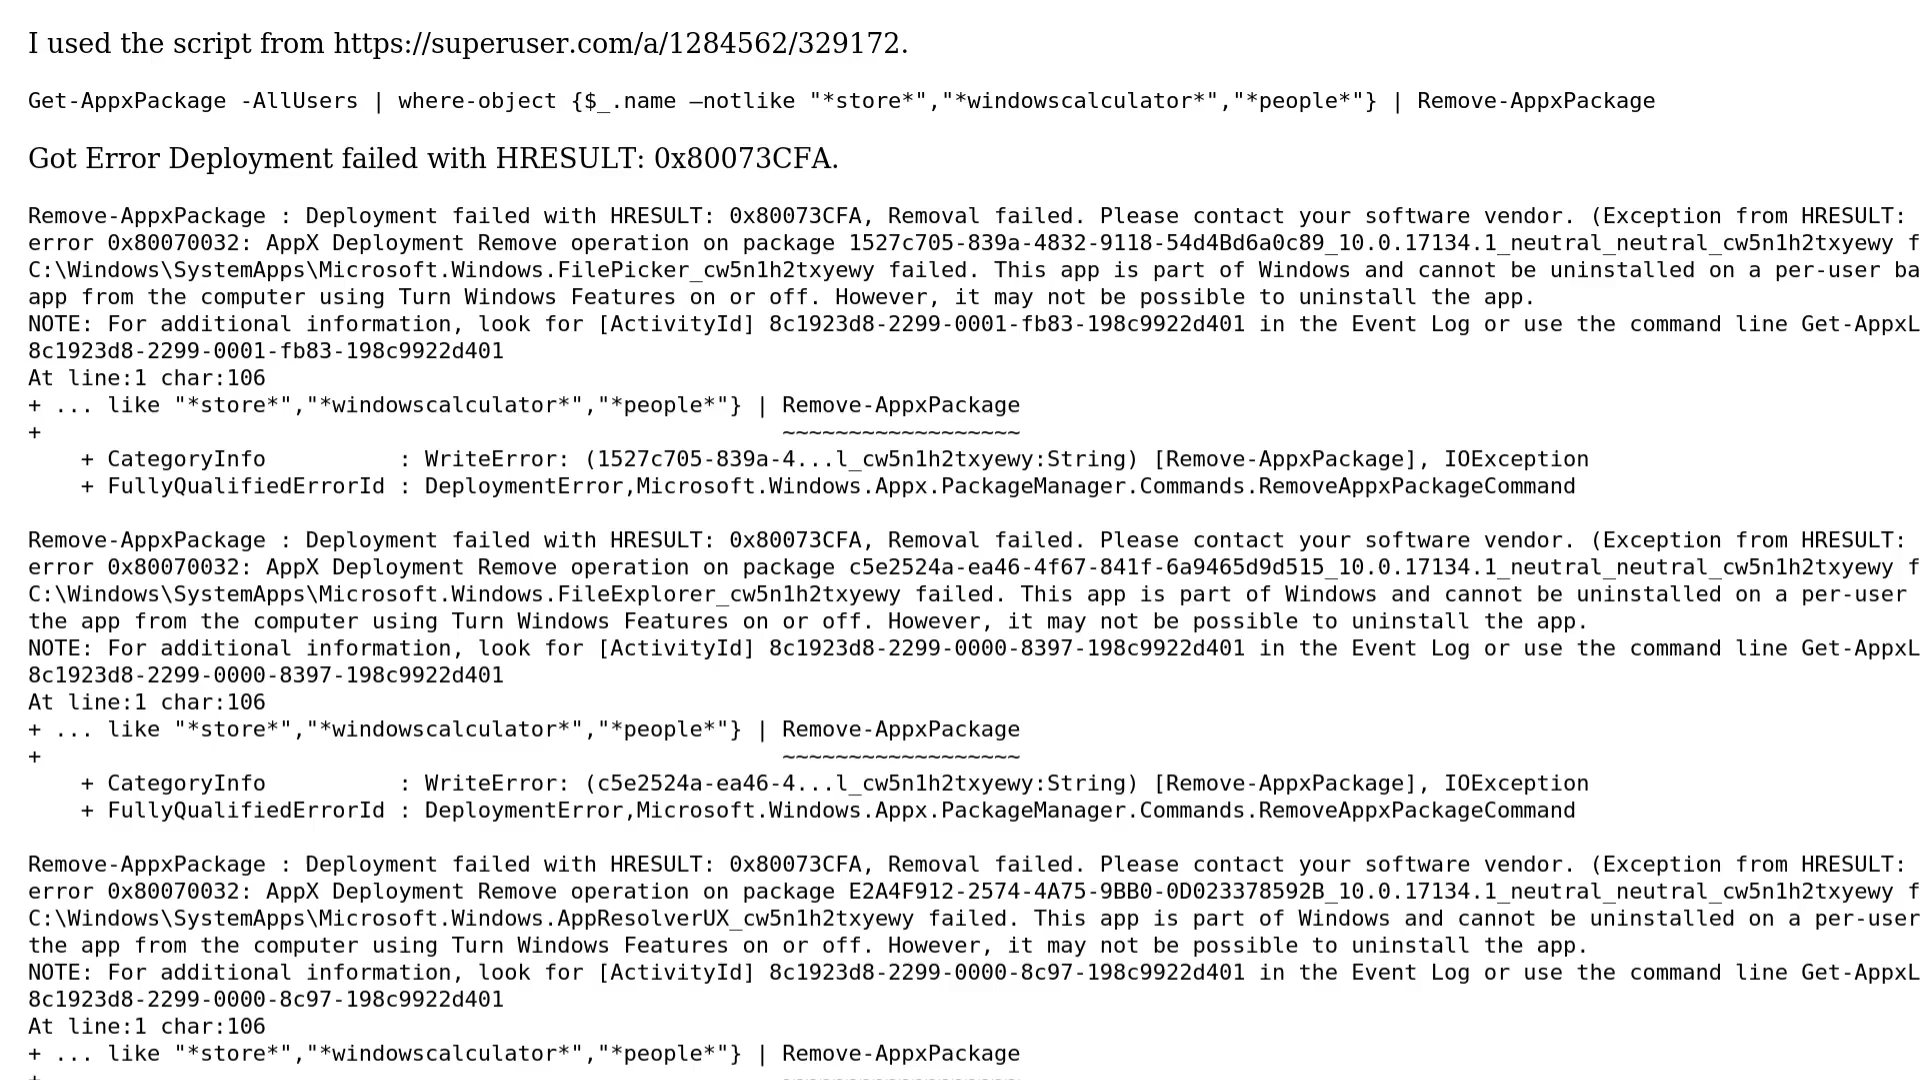 I used the script from https://superuser.com/a/1284562/329172.
Get-AppxPackage -AllUsers | where-object {$_.name –notlike "*store*","*windowscalculator*","*people*"} | Remove-AppxPackage
Got Error Deployment failed with HRESULT: 0x80073CFA.
Remove-AppxPackage : Deployment failed with HRESULT: 0x80073CFA, Removal failed. Please contact your software vendor. (Exception from HRESULT:
error 0x80070032: AppX Deployment Remove operation on package 1527c705-839a-4832-9118-54d4Bd6a0c89_10.0.17134.1_neutral_neutral_cw5n1h2txyewy f
C:\Windows\SystemApps\Microsoft.Windows.FilePicker_cw5n1h2txyewy failed. This app is part of Windows and cannot be uninstalled on a per-user ba
app from the computer using Turn Windows Features on or off. However, it may not be possible to uninstall the app.
NOTE: For additional information, look for [ActivityId] 8c1923d8-2299-0001-fb83-198c9922d401 in the Event Log or use the command line Get-AppxL
8c1923d8-2299-0001-fb83-198c9922d401
At line:1 char:106
+ ... like "*store*","*windowscalculator*","*people*"} | Remove-AppxPackage
+                                                        ~~~~~~~~~~~~~~~~~~
    + CategoryInfo          : WriteError: (1527c705-839a-4...l_cw5n1h2txyewy:String) [Remove-AppxPackage], IOException
    + FullyQualifiedErrorId : DeploymentError,Microsoft.Windows.Appx.PackageManager.Commands.RemoveAppxPackageCommand
Remove-AppxPackage : Deployment failed with HRESULT: 0x80073CFA, Removal failed. Please contact your software vendor. (Exception from HRESULT:
error 0x80070032: AppX Deployment Remove operation on package c5e2524a-ea46-4f67-841f-6a9465d9d515_10.0.17134.1_neutral_neutral_cw5n1h2txyewy f
C:\Windows\SystemApps\Microsoft.Windows.FileExplorer_cw5n1h2txyewy failed. This app is part of Windows and cannot be uninstalled on a per-user
the app from the computer using Turn Windows Features on or off. However, it may not be possible to uninstall the app.
NOTE: For additional information, look for [ActivityId] 8c1923d8-2299-0000-8397-198c9922d401 in the Event Log or use the command line Get-AppxL
8c1923d8-2299-0000-8397-198c9922d401
At line:1 char:106
+ ... like "*store*","*windowscalculator*","*people*"} | Remove-AppxPackage
+                                                        ~~~~~~~~~~~~~~~~~~
    + CategoryInfo          : WriteError: (c5e2524a-ea46-4...l_cw5n1h2txyewy:String) [Remove-AppxPackage], IOException
    + FullyQualifiedErrorId : DeploymentError,Microsoft.Windows.Appx.PackageManager.Commands.RemoveAppxPackageCommand
Remove-AppxPackage : Deployment failed with HRESULT: 0x80073CFA, Removal failed. Please contact your software vendor. (Exception from HRESULT:
error 0x80070032: AppX Deployment Remove operation on package E2A4F912-2574-4A75-9BB0-0D023378592B_10.0.17134.1_neutral_neutral_cw5n1h2txyewy f
C:\Windows\SystemApps\Microsoft.Windows.AppResolverUX_cw5n1h2txyewy failed. This app is part of Windows and cannot be uninstalled on a per-user
the app from the computer using Turn Windows Features on or off. However, it may not be possible to uninstall the app.
NOTE: For additional information, look for [ActivityId] 8c1923d8-2299-0000-8c97-198c9922d401 in the Event Log or use the command line Get-AppxL
8c1923d8-2299-0000-8c97-198c9922d401
At line:1 char:106
+ ... like "*store*","*windowscalculator*","*people*"} | Remove-AppxPackage